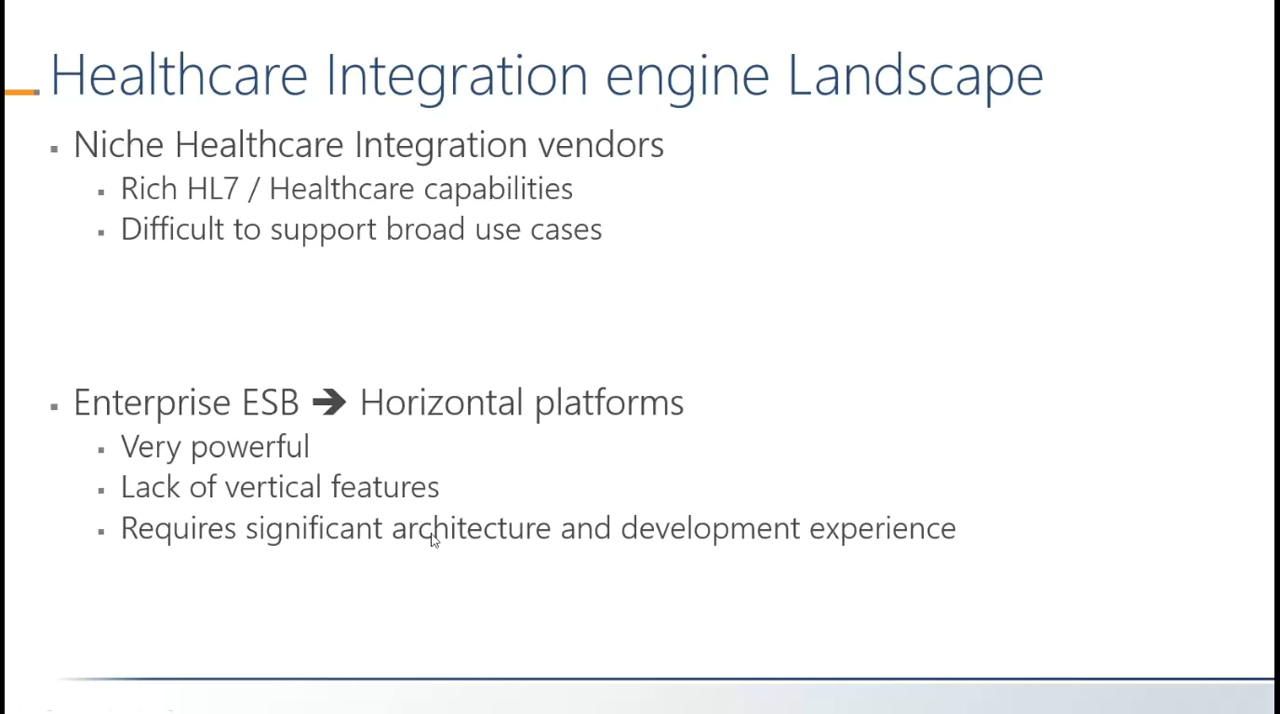 Healthcare Integration engine Landscape
▪ Niche Healthcare Integration vendors
▪ Rich HL7 / Healthcare capabilities
▪ Difficult to support broad use cases
▪ Enterprise ESB ➔ Horizontal platforms
▪ Very powerful
▪ Lack of vertical features
▪ Requires significant architecture and development experience